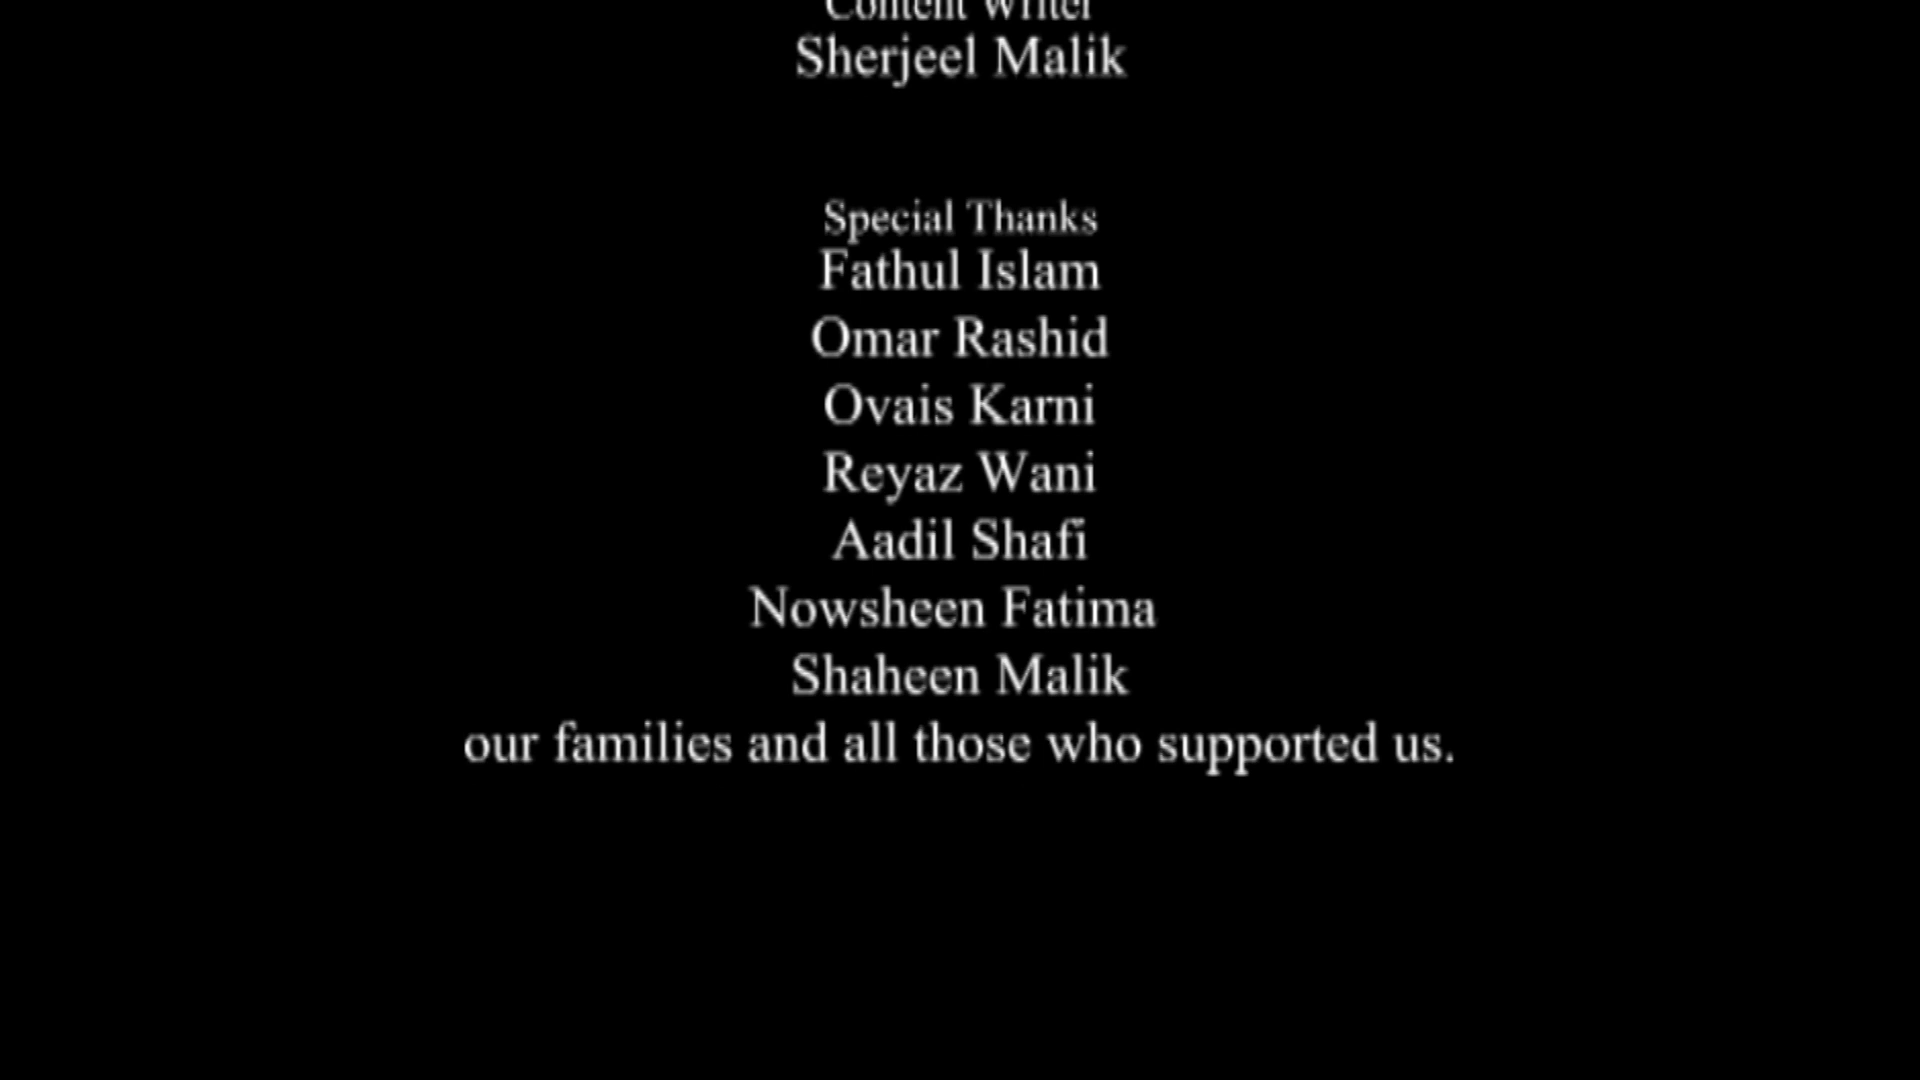 Content Writer
Sherjeel Malik
Special Thanks
Fathul Islam
Omar Rashid
Ovais Karni
Reyaz Wani
Aadil Shafi
Nowsheen Fatima
Shaheen Malik
our families and all those who supported us.